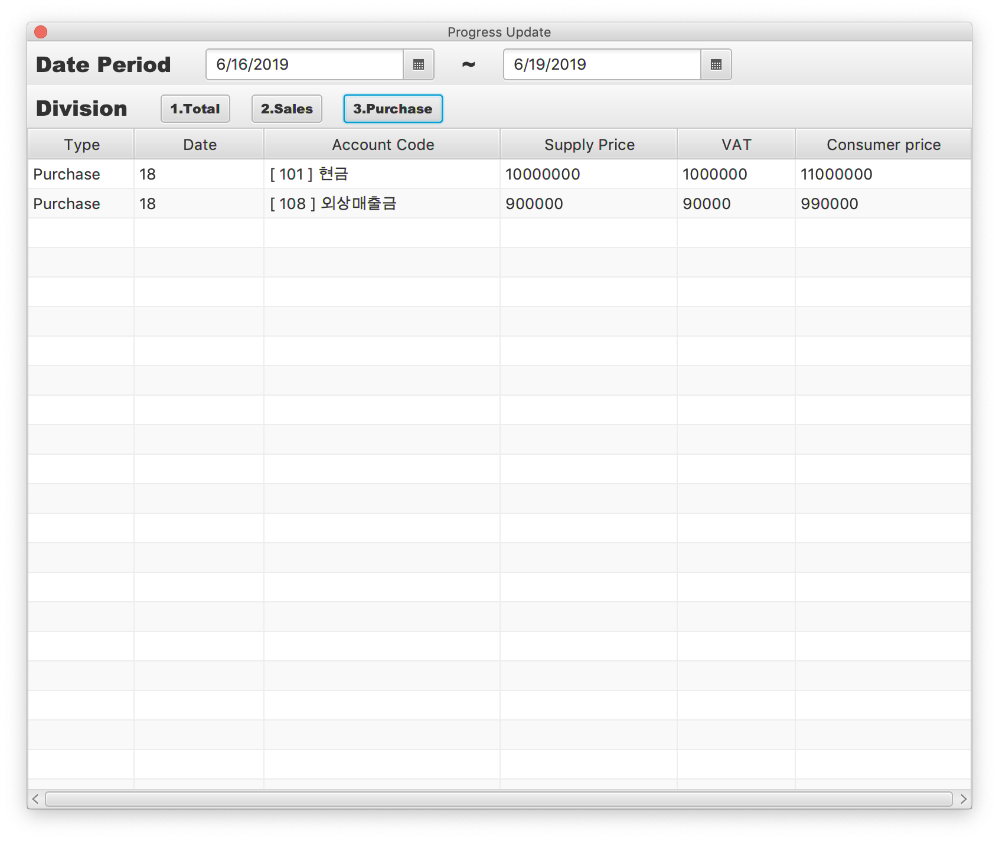 Progress Update
Date Period 6/16/2019 ~ 6/19/2019
Division 1.Total 2.Sales 3.Purchase
Type Date Account Code Supply Price VAT Consumer price
Purchase 18 [ 101 ] 현금 10000000 1000000 11000000
Purchase 18 [ 108 ] 외상매출금 900000 90000 990000